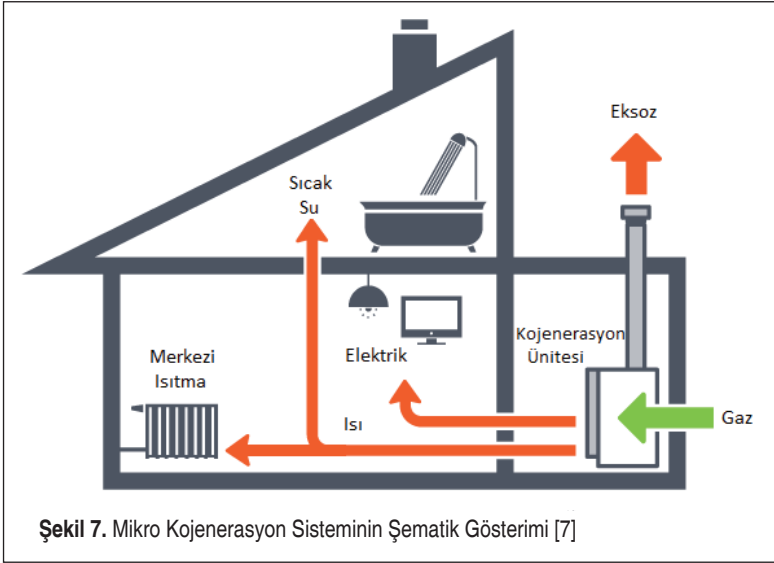 Eksoz
Sıcak
Su
Kojenerasyon
Ünitesi
Merkezi
Isıtma
Elektrik
Isı
Gaz
Şekil 7. Mikro Kojenerasyon Sisteminin Şematik Gösterimi [7]